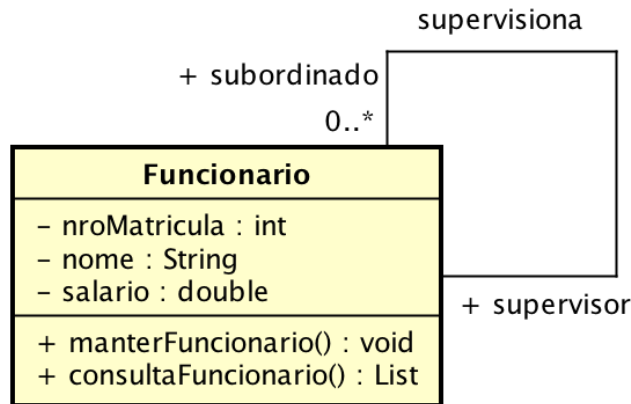 supervisiona
+ subordinado
0..*
Funcionario
– nroMatricula : int
– nome : String
– salario : double
+ supervisor
+ manterFuncionario() : void
+ consultaFuncionario() : List